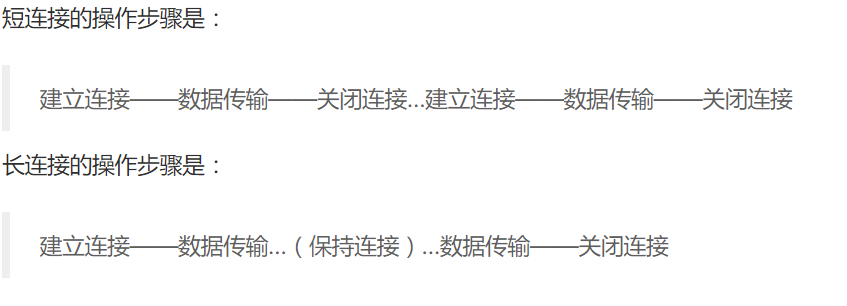 短连接的操作步骤是：
建立连接——数据传输——关闭连接...建立连接——数据传输——关闭连接
长连接的操作步骤是：
建立连接——数据传输...（保持连接）...数据传输——关闭连接